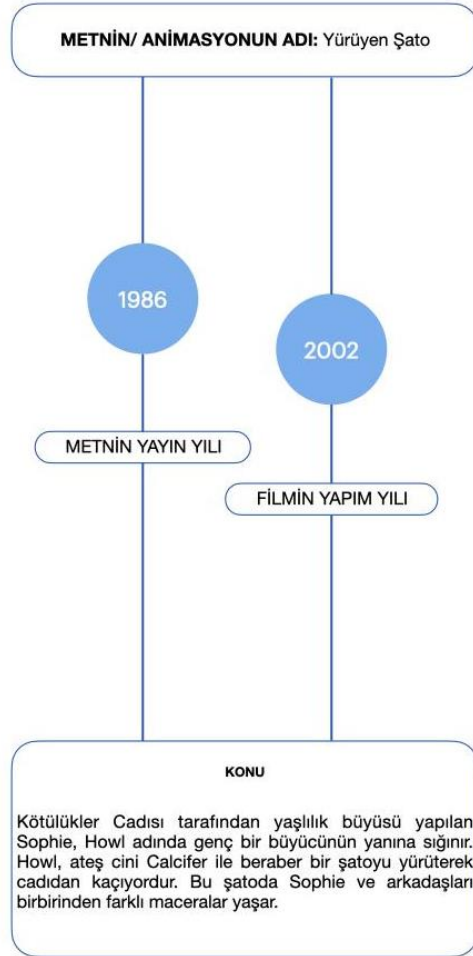 METNİN/ ANİMASYONUN ADI: Yürüyen Şato
1986
2002
METNİN YAYIN YILI
FİLMİN YAPIM YILI
KONU
Kötülükler Cadısı tarafından yaşlılık büyüsü yapılan
Sophie, Howl adında genç bir büyücünün yanına sığınır.
Howl, ateş cini Calcifer ile beraber bir şatoyu yürüterek
cadıdan kaçıyordur. Bu şatoda Sophie ve arkadaşları
birbirinden farklı maceralar yaşar.